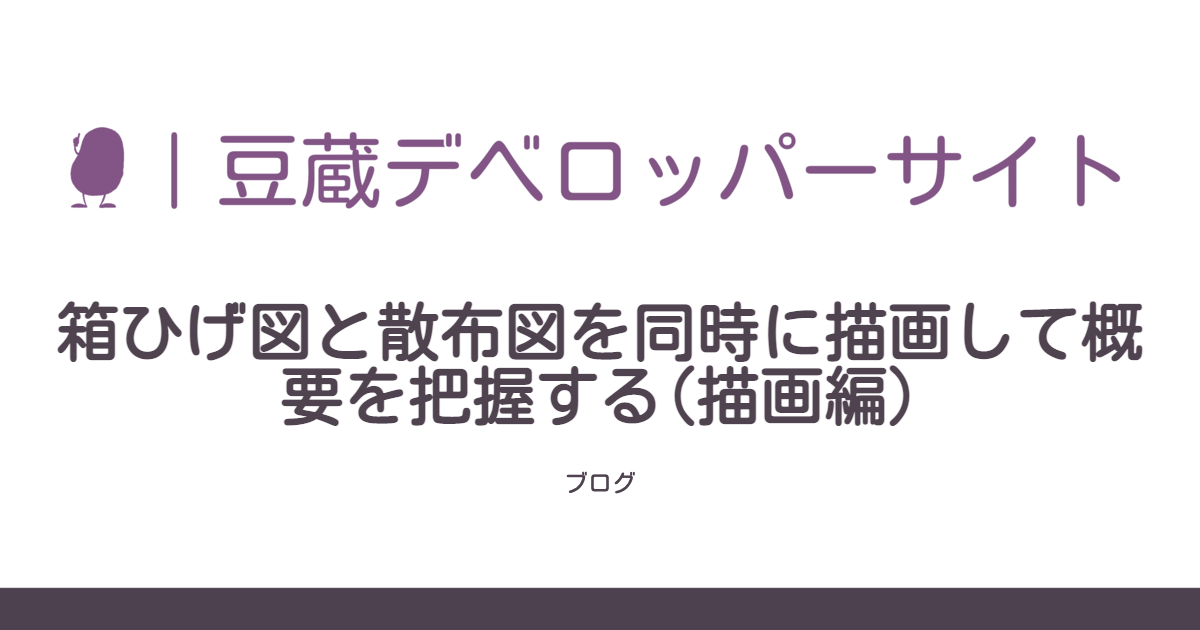 ｜豆蔵デベロッパーサイト
箱ひげ図と散布図を同時に描画して概
要を把握する(描画編)
ブログ